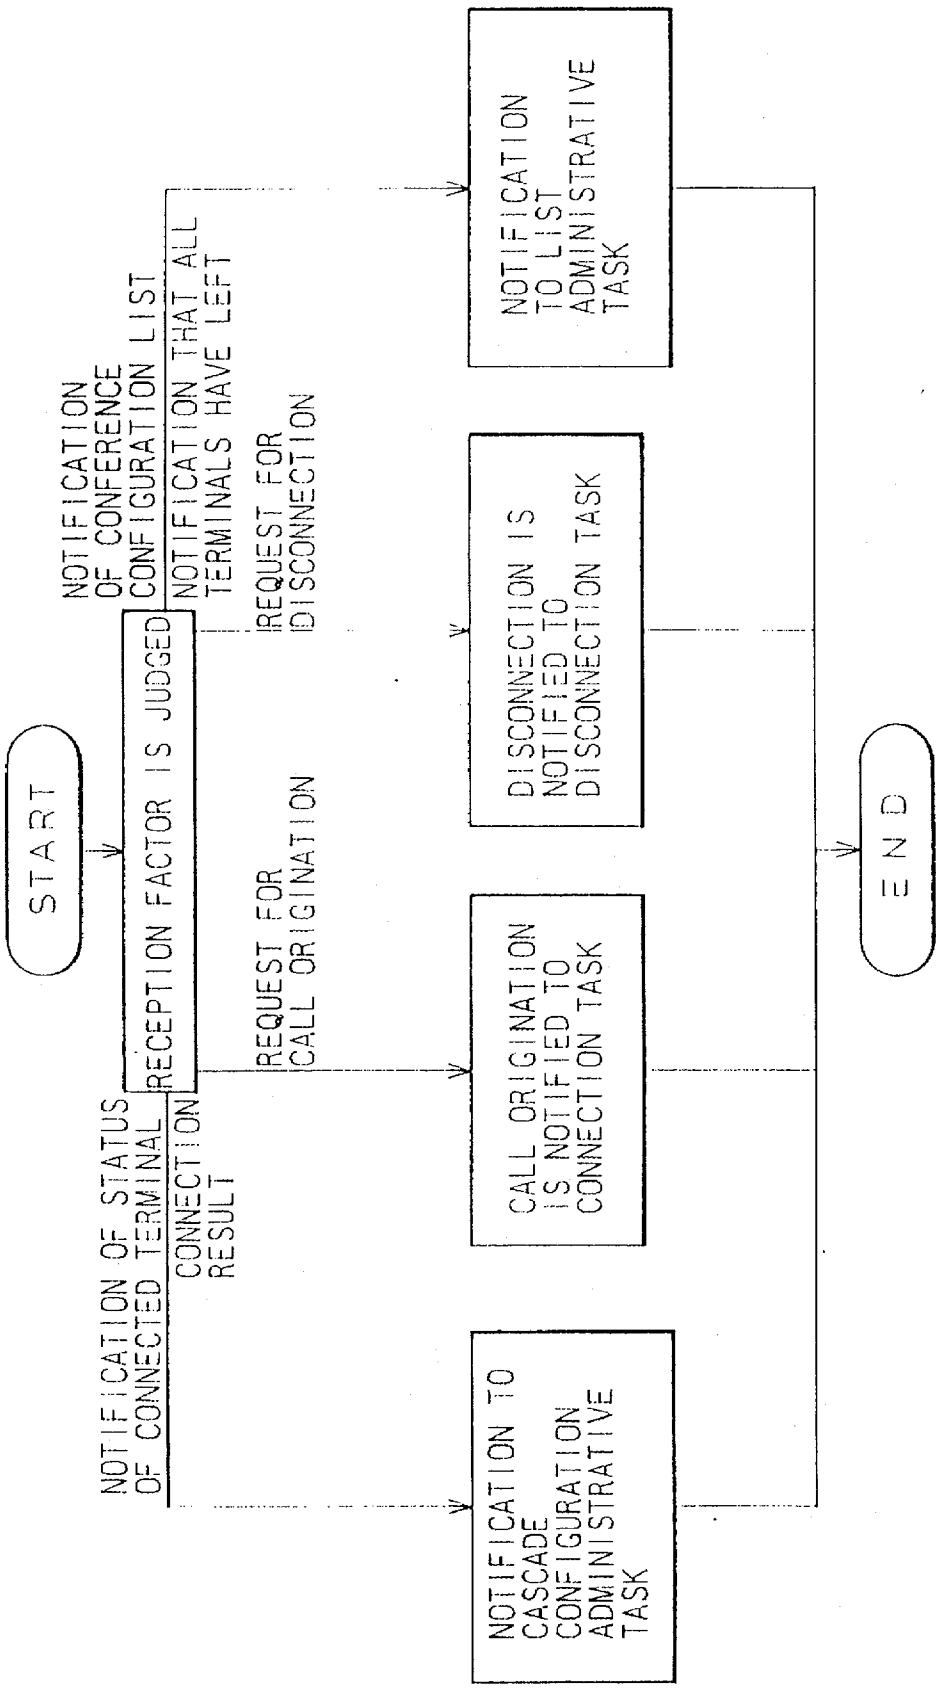 START
RECEPTION FACTOR IS JUDGED
NOTIFICATION OF STATUS
OF CONNECTED TERMINAL
CONNECTION
RESULT
REQUEST FOR
CALL ORIGINATION
REQUEST FOR
DISCONNECTION
NOTIFICATION
OF CONFERENCE
CONFIGURATION LIST
NOTIFICATION THAT ALL
TERMINALS HAVE LEFT
NOTIFICATION TO
CASCADE
CONFIGURATION
ADMINISTRATIVE
TASK
CALL ORIGINATION
IS NOTIFIED TO
CONNECTION TASK
DISCONNECTION IS
NOTIFIED TO
DISCONNECTION TASK
NOTIFICATION
TO LIST
ADMINISTRATIVE
TASK
END